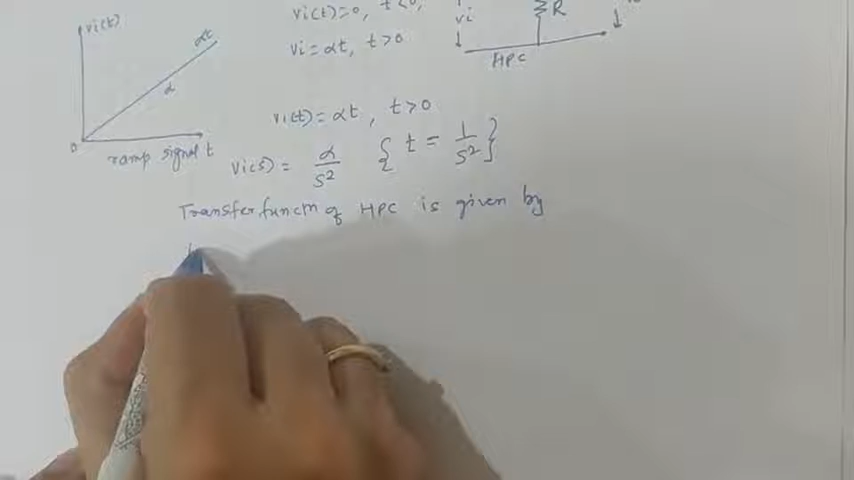 vi(t)
αt
α
0
ramp signal t
vi(t)=0, t<0,
vi = αt, t>0
vi
R
HPC
vi(t) = αt, t>0
vi(s) = α/s² { t = 1/s² }
Transfer functn of HPC is given by